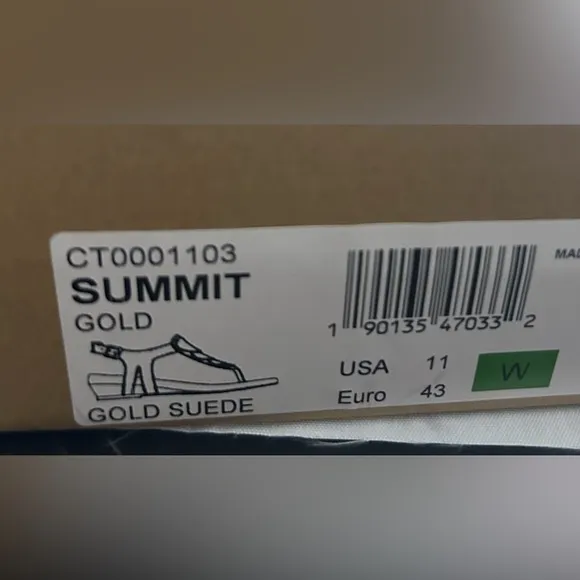 CT0001103
SUMMIT
GOLD
GOLD SUEDE
1 90135 47033 2
USA 11
Euro 43
W